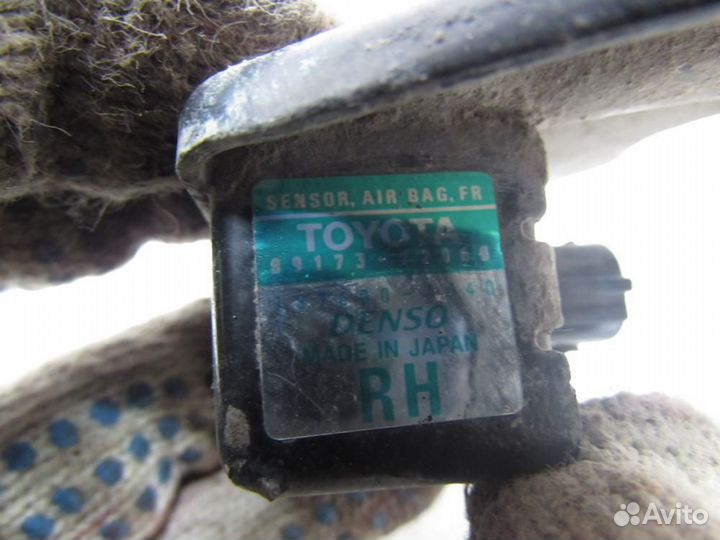 SENSOR, AIR BAG, FR
TOYOTA
DENSO
MADE IN JAPAN
RH
Avito